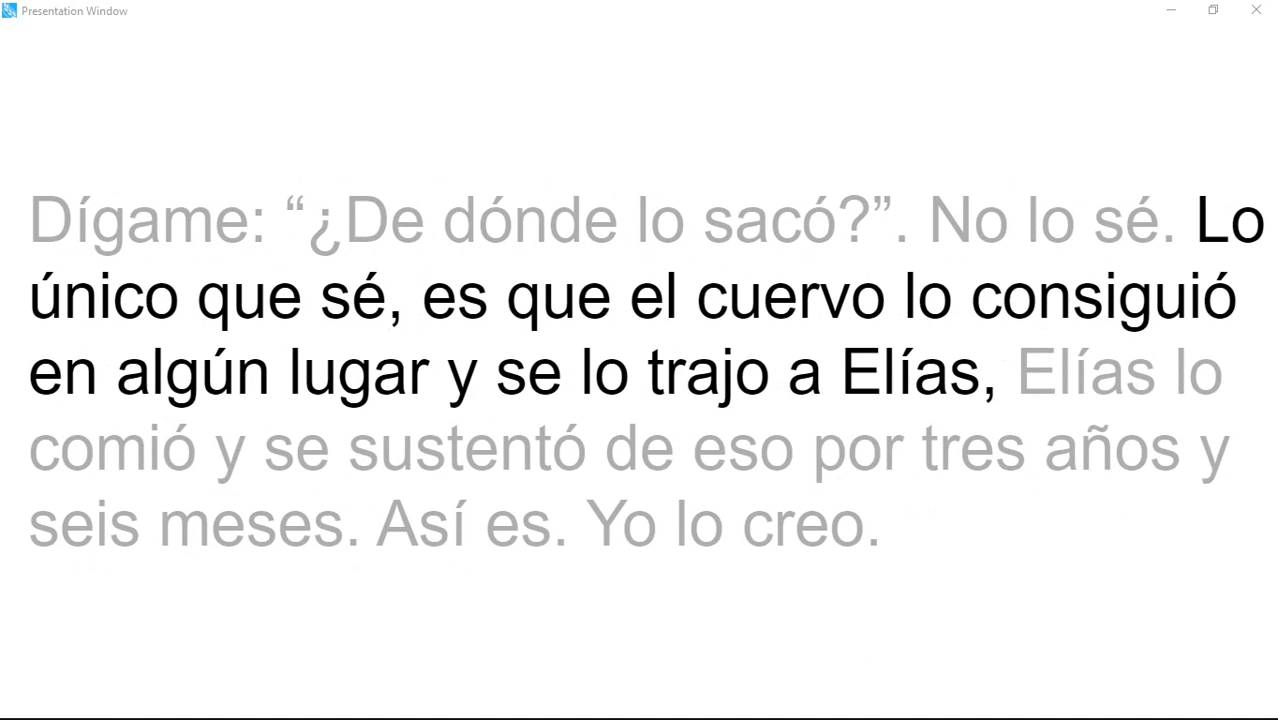 Presentation Window
Dígame: “¿De dónde lo sacó?”. No lo sé. Lo
único que sé, es que el cuervo lo consiguió
en algún lugar y se lo trajo a Elías, Elías lo
comió y se sustentó de eso por tres años y
seis meses. Así es. Yo lo creo.